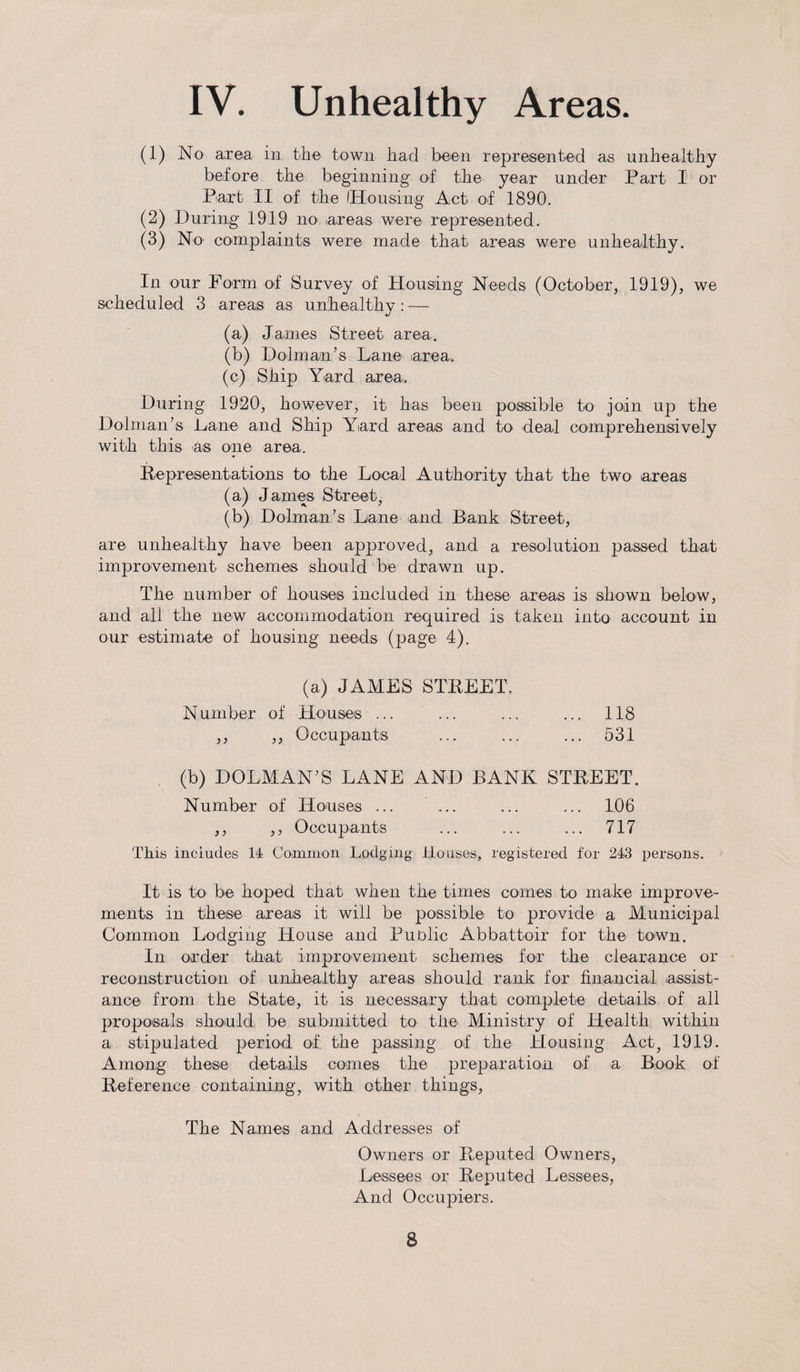 IV. Unhealthy Areas.
(1) No area in the town had been represented as unhealthy
before the beginning of the year under Part I or
Part II of the Housing Act of 1890.
(2) During 1919 no areas were represented.
(3) No complaints were made that areas were unhealthy.
In our Form of Survey of Housing Needs (October, 1919), we
scheduled 3 areas as unhealthy:—
(a) James Street area.
(b) Dolman's Lane area.
(c) Ship Yard area.
During 1920, however, it has been possible to join up the
Dolman's Lane and Ship Yard areas and to deal comprehensively
with this as one area.
Representations to the Local Authority that the two areas
(a) James Street,
(b) Dolman's Lane and Bank Street,
are unhealthy have been approved, and a resolution passed that
improvement schemes should be drawn up.
The number of houses included in these areas is shown below,
and all the new accommodation required is taken into account in
our estimate of housing needs (page 4).
(a) JAMES STREET.
Number of Houses ... ... ... ... 118
,, ,, Occupants ... ... ... 531
(b) DOLMAN'S LANE AND BANK STREET.
Number of Houses ... ... ... ... 106
,, ,, Occupants ... ... ... 717
This includes 14 Common Lodging Houses, registered for 243 persons.
It is to be hoped that when the times comes to make improve-
ments in these areas it will be possible to provide a Municipal
Common Lodging House and Public Abbattoir for the town.
In order that improvement schemes for the clearance or
reconstruction of unhealthy areas should rank for financial assist-
ance from the State, it is necessary that complete details of all
proposals should be submitted to the Ministry of Health within
a stipulated period of the passing of the Housing Act, 1919.
Among these details comes the preparation of a Book of
Reference containing, with other things,
The Names and Addresses of
Owners or Reputed Owners,
Lessees or Reputed Lessees,
And Occupiers.
8